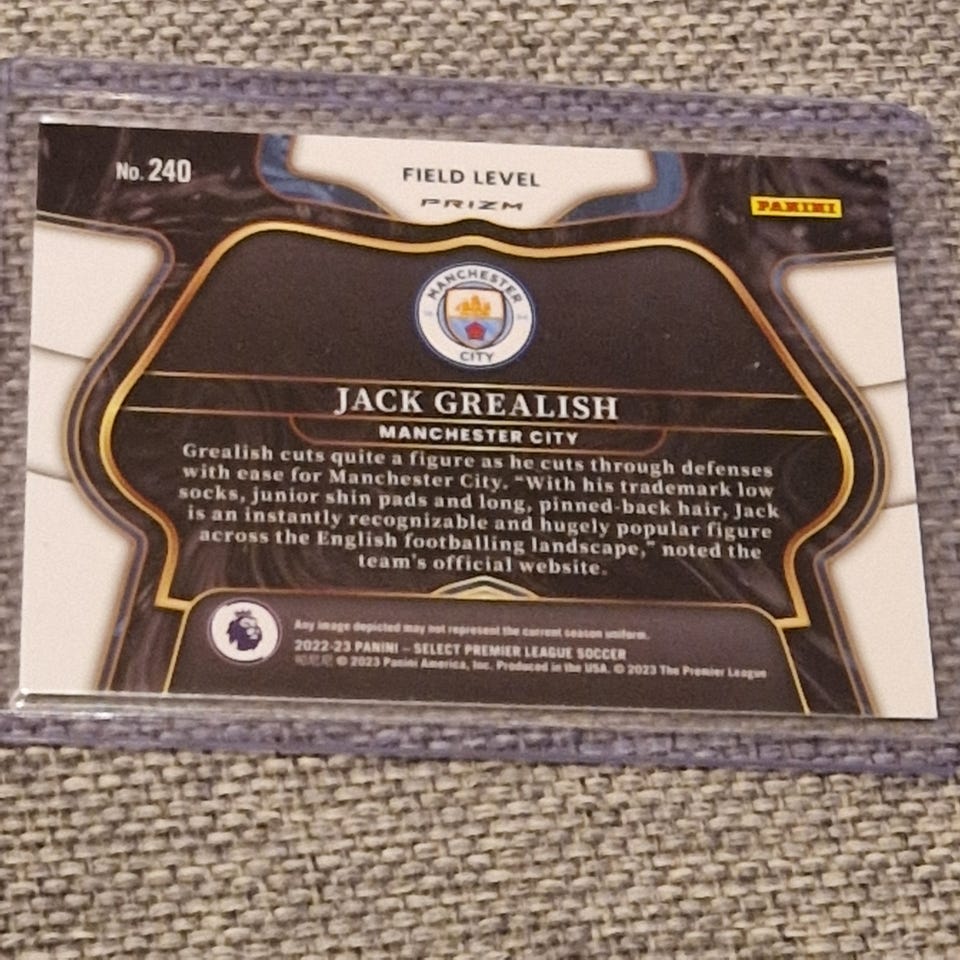 No. 240
FIELD LEVEL
PRIZM
PANINI
MANCHESTER
CITY
JACK GREALISH
MANCHESTER CITY
Grealish cuts quite a figure as he cuts through defenses
with ease for Manchester City. "With his trademark low
socks, junior shin pads and long, pinned-back hair, Jack
is an instantly recognizable and hugely popular figure
across the English footballing landscape," noted the
team's official website.
Any image depicted may not represent the current season uniform.
2022-23 PANINI – SELECT PREMIER LEAGUE SOCCER
© 2023 Panini America, Inc. Produced in the USA. © 2023 The Premier League